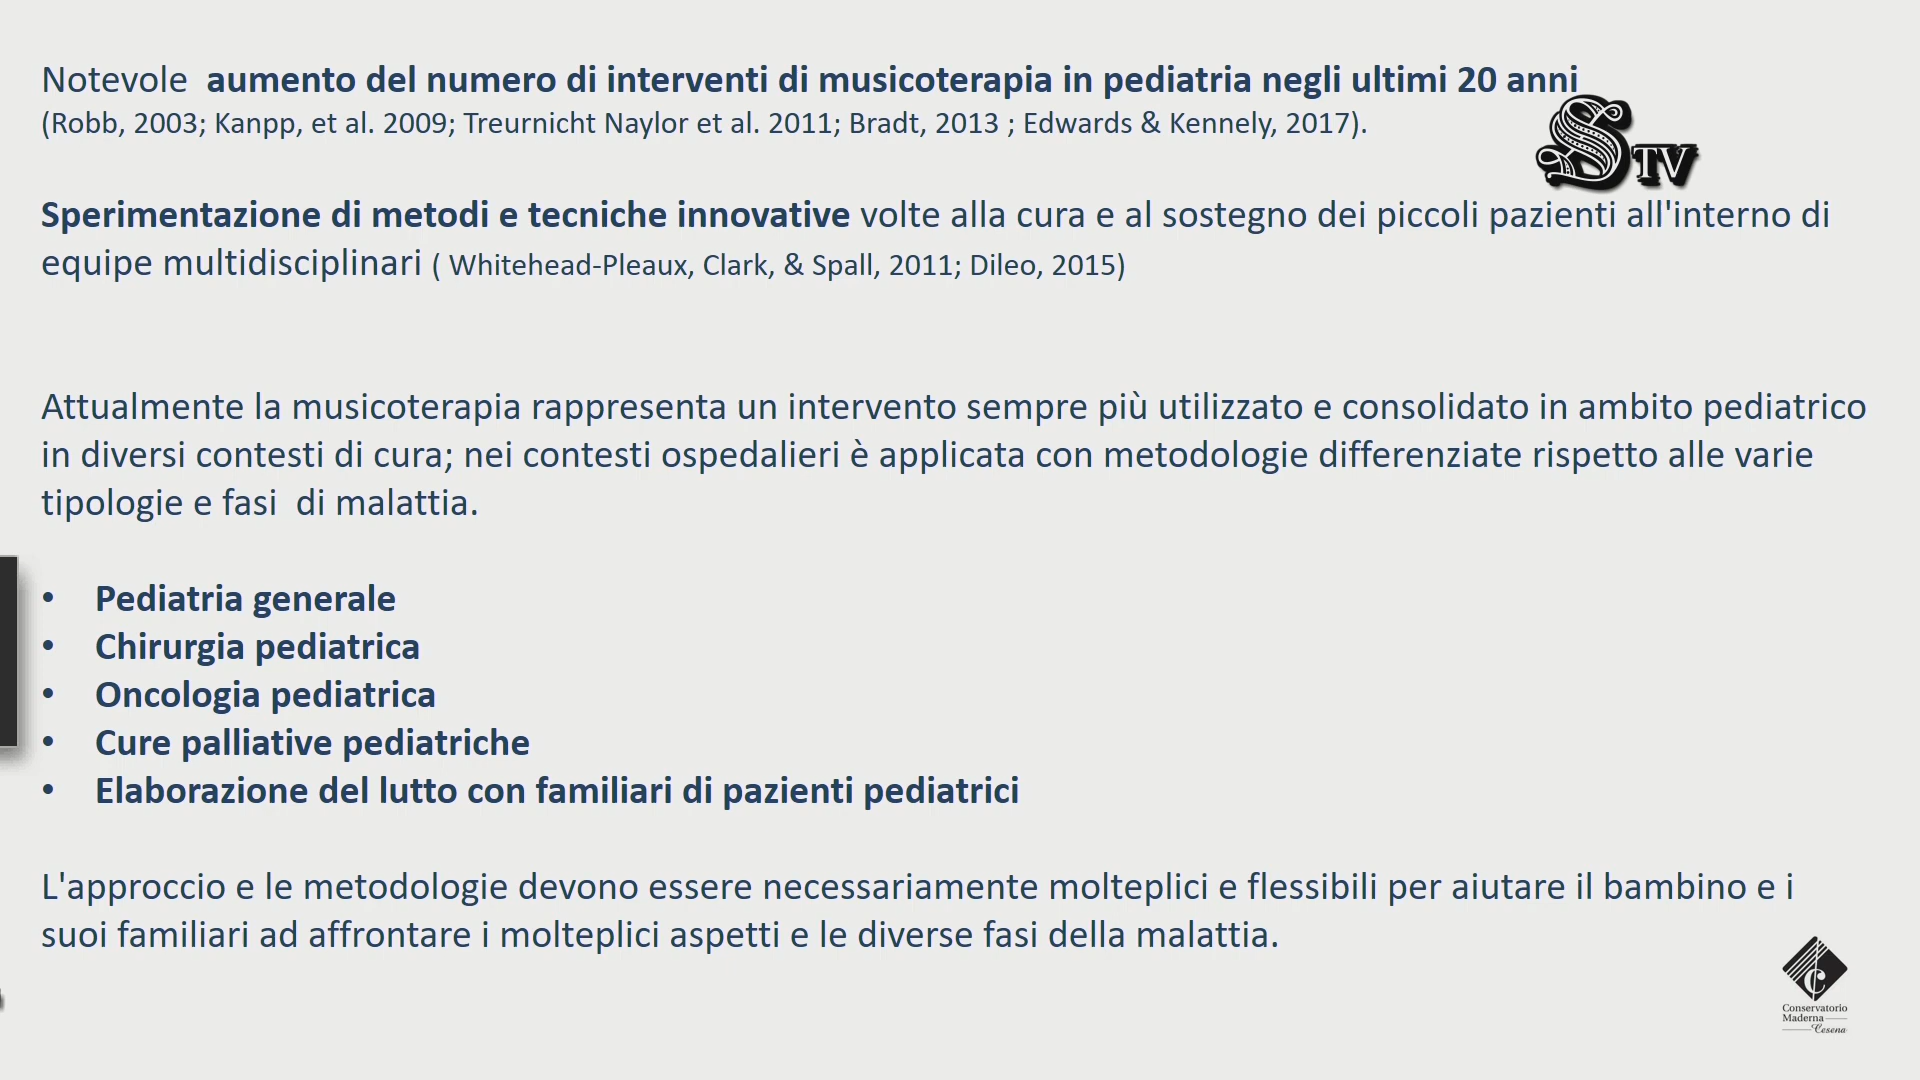 Notevole  aumento del numero di interventi di musicoterapia in pediatria negli ultimi 20 anni
(Robb, 2003; Kanpp, et al. 2009; Treurnicht Naylor et al. 2011; Bradt, 2013 ; Edwards & Kennely, 2017).
S TV
Sperimentazione di metodi e tecniche innovative volte alla cura e al sostegno dei piccoli pazienti all'interno di
equipe multidisciplinari ( Whitehead-Pleaux, Clark, & Spall, 2011; Dileo, 2015)
Attualmente la musicoterapia rappresenta un intervento sempre più utilizzato e consolidato in ambito pediatrico
in diversi contesti di cura; nei contesti ospedalieri è applicata con metodologie differenziate rispetto alle varie
tipologie e fasi  di malattia.
• Pediatria generale
• Chirurgia pediatrica
• Oncologia pediatrica
• Cure palliative pediatriche
• Elaborazione del lutto con familiari di pazienti pediatrici
L'approccio e le metodologie devono essere necessariamente molteplici e flessibili per aiutare il bambino e i
suoi familiari ad affrontare i molteplici aspetti e le diverse fasi della malattia.
C
Conservatorio
Maderna
Cesena